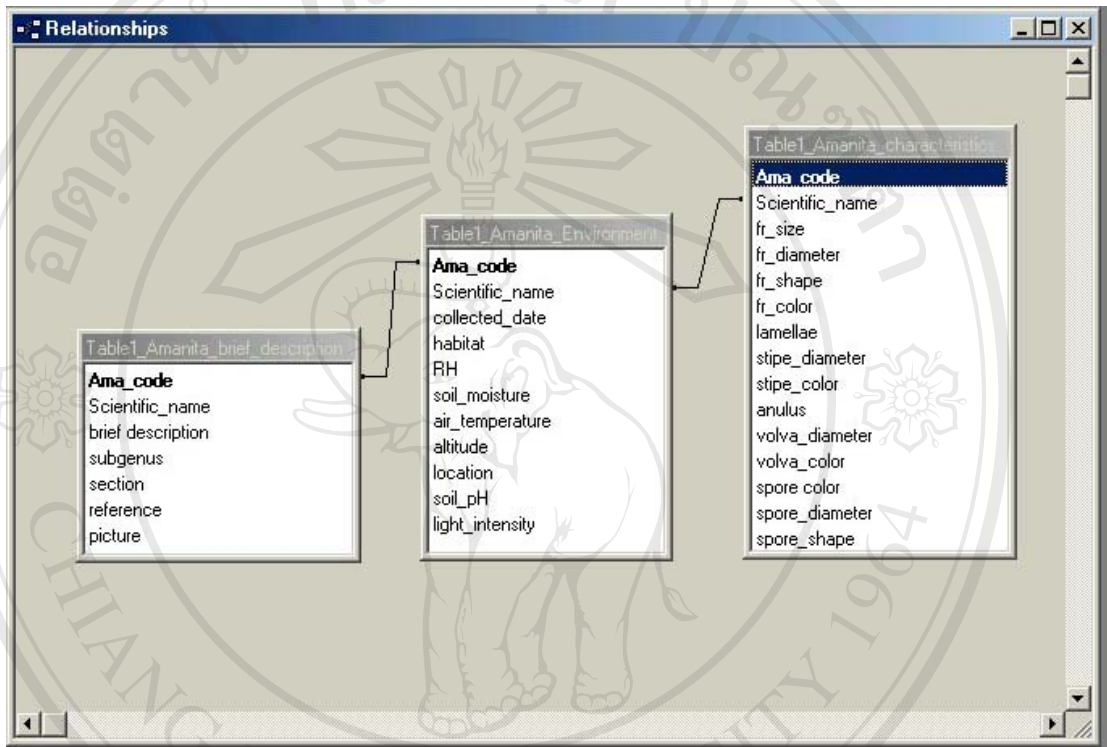 Relationships
Table1_Amanita_brief_description
Ama_code
Scientific_name
brief description
subgenus
section
reference
picture
Table1_Amanita_Environment
Ama_code
Scientific_name
collected_date
habitat
RH
soil_moisture
air_temperature
altitude
location
soil_pH
light_intensity
Table1_Amanita_characteristics
Ama_code
Scientific_name
fr_size
fr_diameter
fr_shape
fr_color
lamellae
stipe_diameter
stipe_color
anulus
volva_diameter
volva_color
spore color
spore_diameter
spore_shape
CHIANG
1964